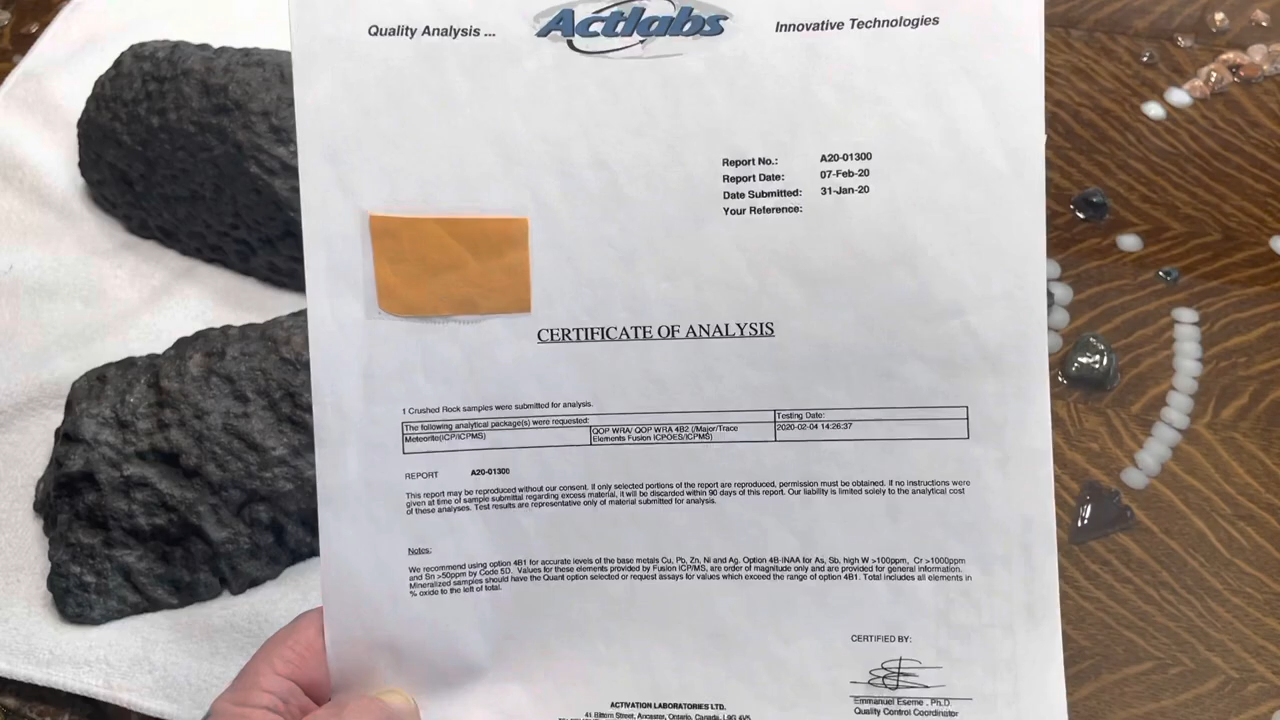 Quality Analysis ...
Actlabs
Innovative Technologies
Report No.: A20-01300
Report Date: 07-Feb-20
Date Submitted: 31-Jan-20
Your Reference:
CERTIFICATE OF ANALYSIS
1 Crushed Rock samples were submitted for analysis.
The following analytical package(s) were requested:
Testing Date:
Meteorite(ICP/ICPMS)
QOP WRA/ QOP WRA 4B2 (/Major/Trace
Elements Fusion ICPOES/ICPMS)
2020-02-04 14:26:37
REPORT A20-01300
This report may be reproduced without our consent. If only selected portions of the report are reproduced, permission must be obtained. If no instructions were
given at time of sample submittal regarding excess material, it will be discarded within 90 days of this report. Our liability is limited solely to the analytical cost
of these analyses. Test results are representative only of material submitted for analysis.
Notes:
We recommend using option 4B1 for accurate levels of the base metals Cu, Pb, Zn, Ni and Ag. Option 4B-INAA for As, Sb, high W >100ppm, Cr >1000ppm
and Sn >50ppm by Code 5D. Values for these elements provided by Fusion ICP/MS, are order of magnitude only and are provided for general information.
Mineralized samples should have the Quant option selected or request assays for values which exceed the range of option 4B1. Total includes all elements in
% oxide to the left of total.
CERTIFIED BY:
Emmanuel Eseme , Ph.D.
Quality Control Coordinator
ACTIVATION LABORATORIES LTD.
41 Bittern Street, Ancaster, Ontario, Canada, L9G 4V5